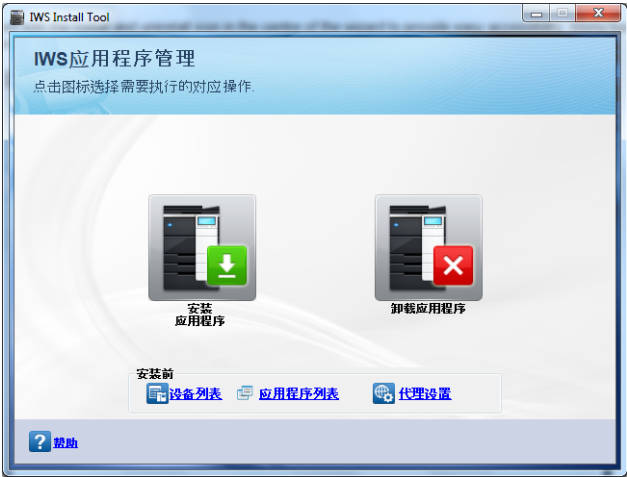 IWS Install Tool
IWS应用程序管理
点击图标选择需要执行的对应操作.
安装
应用程序
卸载应用程序
安装前
设备列表 应用程序列表 代理设置
帮助